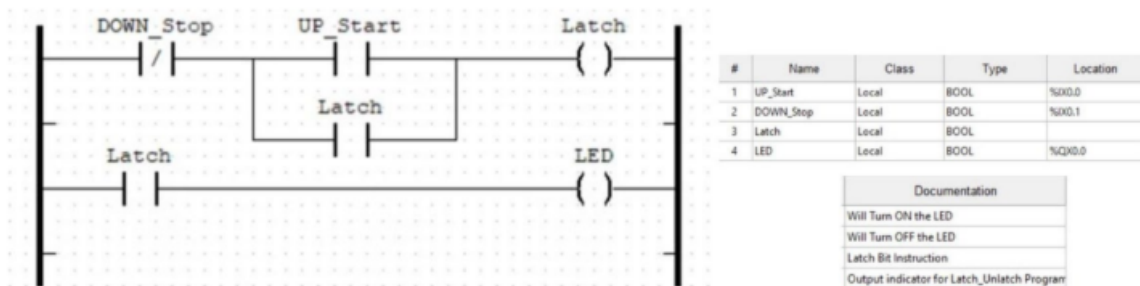 DOWN_Stop UP_Start Latch
Latch
Latch LED
# Name Class Type Location
1 UP_Start Local BOOL %IX0.0
2 DOWN_Stop Local BOOL %IX0.1
3 Latch Local BOOL
4 LED Local BOOL %QX0.0
Documentation
Will Turn ON the LED
Will Turn OFF the LED
Latch Bit Instruction
Output indicator for Latch_Unlatch Program